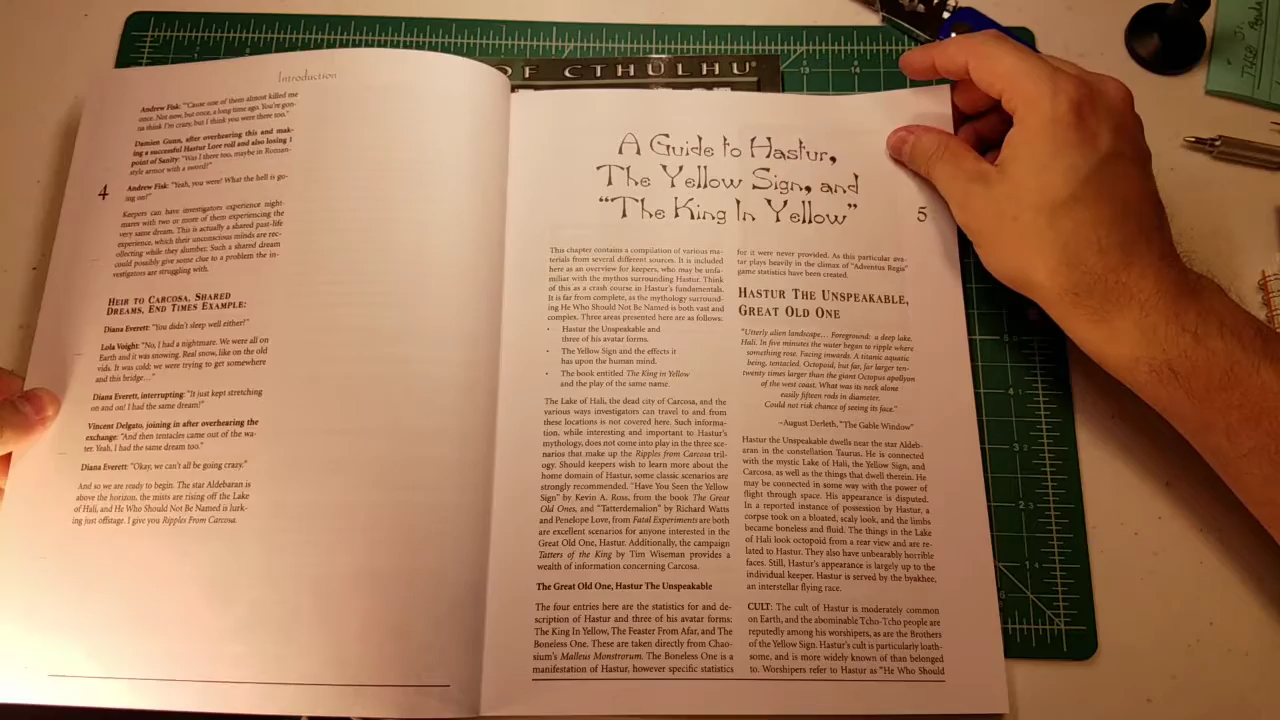 OF CTHULHU
Introduction
Andrew Fisk: "'Cause one of them almost killed me
once. Not now, but once, a long time ago. You're gon-
na think I'm crazy, but I think you were there too."
Damien Gunn, after overhearing this and mak-
ing a successful Hastur Lore roll and also losing 1
point of Sanity: "Was I there too, maybe in Roman-
style armor with a sword?"
4
Andrew Fisk: "Yeah, you were! What the hell is go-
ing on?"
Keepers can have investigators experience night-
mares with two or more of them experiencing the
very same dream. This is actually a shared past-life
experience, which their unconscious minds are rec-
ollecting while they slumber. Such a shared dream
could possibly give some clue to a problem the in-
vestigators are struggling with.
Heir to Carcosa, Shared
Dreams, End Times Example:
Diana Everett: "You didn't sleep well either?"
Lola Voight: "No, I had a nightmare. We were all on
Earth and it was snowing. Real snow, like on the old
vids. It was cold; we were trying to get somewhere
and this bridge…"
Diana Everett, interrupting: "It just kept stretching
on and on! I had the same dream!"
Vincent Delgato, joining in after overhearing the
exchange: "And then tentacles came out of the wa-
ter. Yeah, I had the same dream too."
Diana Everett: "Okay, we can't all be going crazy."
And so we are ready to begin. The star Aldebaran is
above the horizon, the mists are rising off the Lake
of Hali, and He Who Should Not Be Named is lurk-
ing just offstage. I give you Ripples From Carcosa.
A Guide to Hastur,
The Yellow Sign, and
"The King In Yellow"
5
This chapter contains a compilation of various ma-
terials from several different sources. It is included
here as an overview for keepers, who may be unfa-
miliar with the mythos surrounding Hastur. Think
of this as a crash course in Hastur's fundamentals.
It is far from complete, as the mythology surround-
ing He Who Should Not Be Named is both vast and
complex. Three areas presented here are as follows:
• Hastur the Unspeakable and
three of his avatar forms.
• The Yellow Sign and the effects it
has upon the human mind.
• The book entitled The King in Yellow
and the play of the same name.
The Lake of Hali, the dead city of Carcosa, and the
various ways investigators can travel to and from
these locations is not covered here. Such informa-
tion, while interesting and important to Hastur's
mythology, does not come into play in the three sce-
narios that make up the Ripples from Carcosa tril-
ogy. Should keepers wish to learn more about the
home domain of Hastur, some classic scenarios are
strongly recommended. "Have You Seen the Yellow
Sign" by Kevin A. Ross, from the book The Great
Old Ones, and "Tatterdemalion" by Richard Watts
and Penelope Love, from Fatal Experiments are both
are excellent scenarios for anyone interested in the
Great Old One, Hastur. Additionally, the campaign
Tatters of the King by Tim Wiseman provides a
wealth of information concerning Carcosa.
The Great Old One, Hastur The Unspeakable
The four entries here are the statistics for and de-
scription of Hastur and three of his avatar forms:
The King In Yellow, The Feaster From Afar, and The
Boneless One. These are taken directly from Chao-
sium's Malleus Monstrorum. The Boneless One is a
manifestation of Hastur, however specific statistics
for it were never provided. As this particular ava-
tar plays heavily in the climax of "Adventus Regis"
game statistics have been created.
Hastur The Unspeakable,
Great Old One
"Utterly alien landscape… Foreground: a deep lake.
Hali. In five minutes the water began to ripple where
something rose. Facing inwards. A titanic aquatic
being, tentacled. Octopoid, but far, far larger ten-
twenty times larger than the giant Octopus apollyon
of the west coast. What was its neck alone
easily fifteen rods in diameter.
Could not risk chance of seeing its face."
–August Derleth, "The Gable Window"
Hastur the Unspeakable dwells near the star Aldeb-
aran in the constellation Taurus. He is connected
with the mystic Lake of Hali, the Yellow Sign, and
Carcosa, as well as the things that dwell therein. He
may be connected in some way with the power of
flight through space. His appearance is disputed.
In a reported instance of possession by Hastur, a
corpse took on a bloated, scaly look, and the limbs
became boneless and fluid. The things in the Lake
of Hali look octopoid from a rear view and are re-
lated to Hastur. They also have unbearably horrible
faces. Still, Hastur's appearance is largely up to the
individual keeper. Hastur is served by the byakhee,
an interstellar flying race.
CULT: The cult of Hastur is moderately common
on Earth, and the abominable Tcho-Tcho people are
reputedly among his worshipers, as are the Brothers
of the Yellow Sign. Hastur's cult is particularly loath-
some, and is more widely known of than belonged
to. Worshipers refer to Hastur as "He Who Should